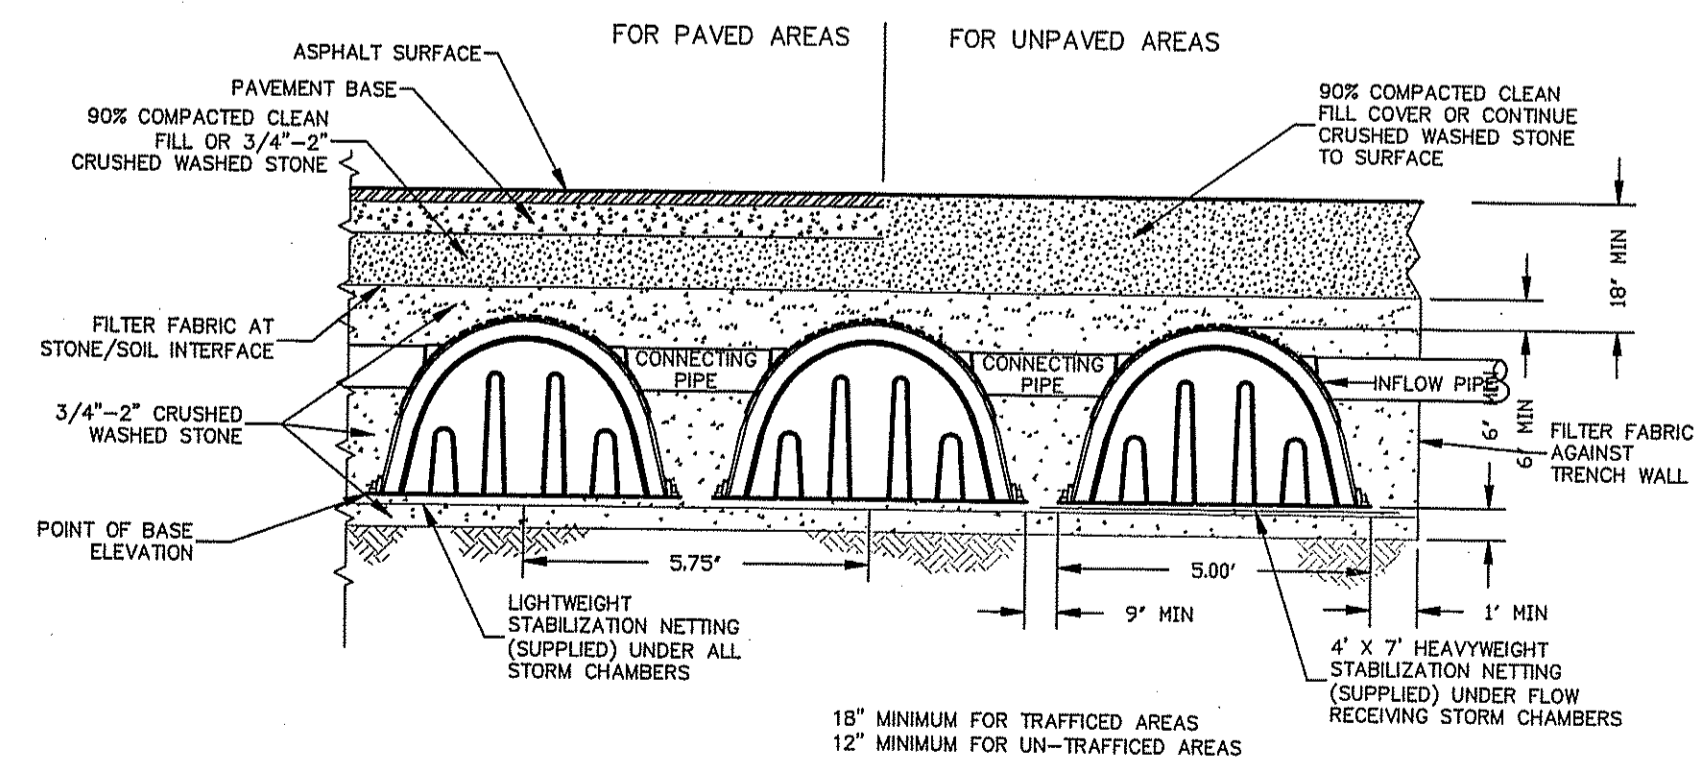 FOR PAVED AREAS
FOR UNPAVED AREAS
ASPHALT SURFACE
PAVEMENT BASE
90% COMPACTED CLEAN
FILL OR 3/4"-2"
CRUSHED WASHED STONE
90% COMPACTED CLEAN
FILL COVER OR CONTINUE
CRUSHED WASHED STONE
TO SURFACE
18" MIN
FILTER FABRIC AT
STONE/SOIL INTERFACE
CONNECTING
PIPE
CONNECTING
PIPE
INFLOW PIPE
6" MIN
6" MIN
3/4"-2" CRUSHED
WASHED STONE
FILTER FABRIC
AGAINST
TRENCH WALL
POINT OF BASE
ELEVATION
5.75'
5.00'
9" MIN
1' MIN
LIGHTWEIGHT
STABILIZATION NETTING
(SUPPLIED) UNDER ALL
STORM CHAMBERS
4' X 7' HEAVYWEIGHT
STABILIZATION NETTING
(SUPPLIED) UNDER FLOW
RECEIVING STORM CHAMBERS
18" MINIMUM FOR TRAFFICED AREAS
12" MINIMUM FOR UN-TRAFFICED AREAS